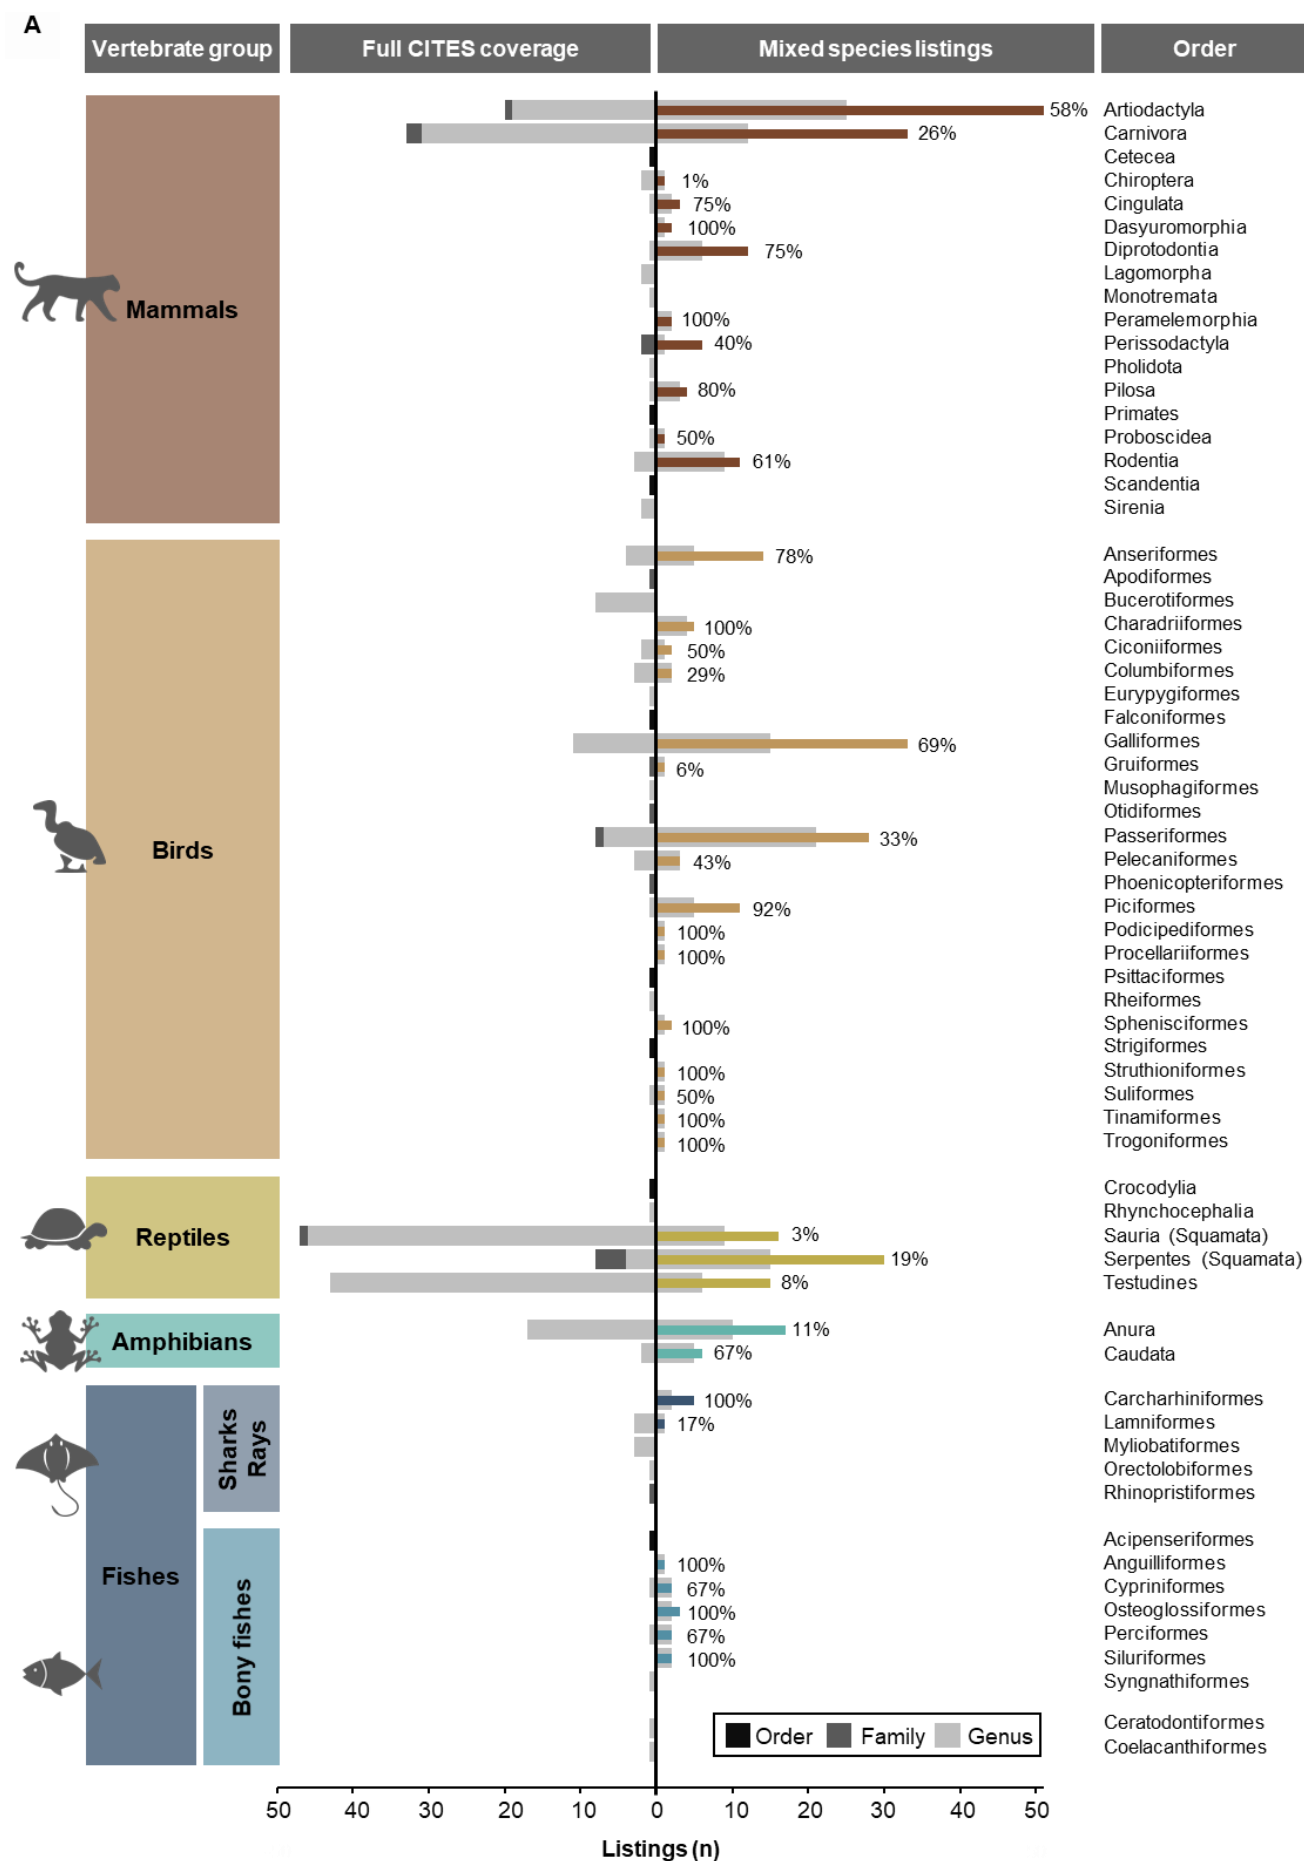 A
Vertebrate group Full CITES coverage Mixed species listings Order
58% Artiodactyla
26% Carnivora
Cetecea
1% Chiroptera
75% Cingulata
100% Dasyuromorphia
75% Diprotodontia
Lagomorpha
Monotremata
Mammals
100% Peramelemorphia
40% Perissodactyla
Pholidota
80% Pilosa
Primates
50% Proboscidea
61% Rodentia
Scandentia
Sirenia
78% Anseriformes
Apodiformes
Bucerotiformes
100% Charadriiformes
50% Ciconiiformes
29% Columbiformes
Eurypygiformes
Falconiformes
69% Galliformes
6% Gruiformes
Musophagiformes
Otidiformes
33% Passeriformes
Birds
43% Pelecaniformes
Phoenicopteriformes
92% Piciformes
100% Podicipediformes
100% Procellariiformes
Psittaciformes
Rheiformes
100% Sphenisciformes
Strigiformes
100% Struthioniformes
50% Suliformes
100% Tinamiformes
100% Trogoniformes
Crocodylia
Rhynchocephalia
Reptiles
3% Sauria (Squamata)
19% Serpentes (Squamata)
8% Testudines
Amphibians
11% Anura
67% Caudata
Fishes
Sharks
Rays
100% Carcharhiniformes
17% Lamniformes
Myliobatiformes
Orectolobiformes
Rhinopristiformes
Bony fishes
Acipenseriformes
100% Anguilliformes
67% Cypriniformes
100% Osteoglossiformes
67% Perciformes
100% Siluriformes
Syngnathiformes
Ceratodontiformes
Coelacanthiformes
Order Family Genus
50 40 30 20 10 0 10 20 30 40 50
Listings (n)